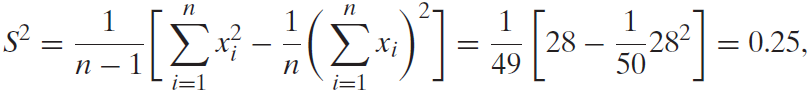 $S^2 = \frac{1}{n-1}\left[\sum_{i=1}^{n} x_i^2 - \frac{1}{n}\left(\sum_{i=1}^{n} x_i\right)^2\right] = \frac{1}{49}\left[28 - \frac{1}{50}28^2\right] = 0.25,$